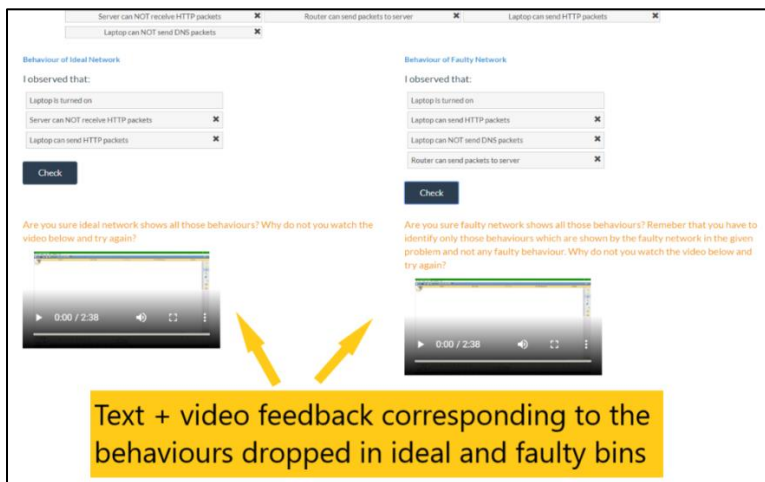 Server can NOT receive HTTP packets ✖ Router can send packets to server ✖ Laptop can send HTTP packets ✖
Laptop can NOT send DNS packets ✖
Behaviour of Ideal Network
I observed that:
Laptop is turned on
Server can NOT receive HTTP packets ✖
Laptop can send HTTP packets ✖
Check
Are you sure ideal network shows all those behaviours? Why do not you watch the
video below and try again?
0:00 / 2:38
Behaviour of Faulty Network
I observed that:
Laptop is turned on
Laptop can send HTTP packets ✖
Laptop can NOT send DNS packets ✖
Router can send packets to server ✖
Check
Are you sure faulty network shows all those behaviours? Remeber that you have to
identify only those behaviours which are shown by the faulty network in the given
problem and not any faulty behaviour. Why do not you watch the video below and
try again?
0:00 / 2:38
Text + video feedback corresponding to the
behaviours dropped in ideal and faulty bins